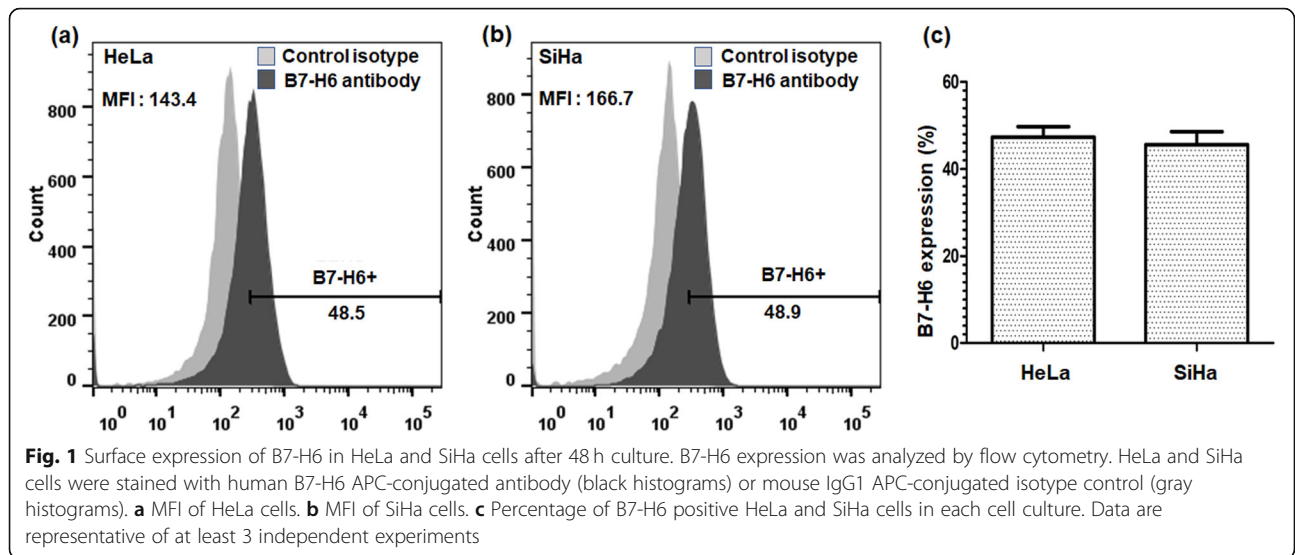 (a)
HeLa
Control isotype
B7-H6 antibody
MFI : 143.4
800
600
400
200
0
Count
B7-H6+
48.5
10⁰ 10¹ 10² 10³ 10⁴ 10⁵
(b)
SiHa
Control isotype
B7-H6 antibody
MFI : 166.7
800
600
400
200
0
Count
B7-H6+
48.9
10⁰ 10¹ 10² 10³ 10⁴ 10⁵
(c)
60
40
20
0
B7-H6 expression (%)
HeLa SiHa
Fig. 1 Surface expression of B7-H6 in HeLa and SiHa cells after 48 h culture. B7-H6 expression was analyzed by flow cytometry. HeLa and SiHa
cells were stained with human B7-H6 APC-conjugated antibody (black histograms) or mouse IgG1 APC-conjugated isotype control (gray
histograms). a MFI of HeLa cells. b MFI of SiHa cells. c Percentage of B7-H6 positive HeLa and SiHa cells in each cell culture. Data are
representative of at least 3 independent experiments